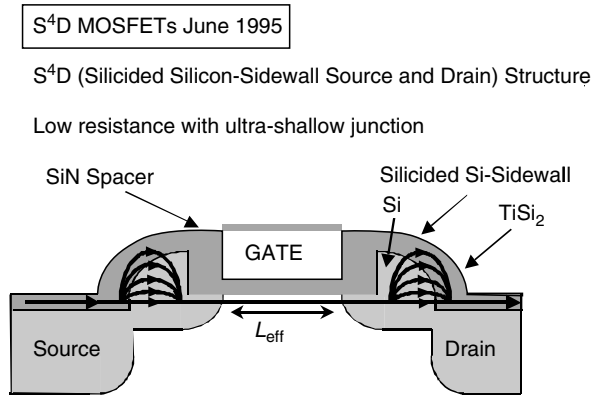 S⁴D MOSFETs June 1995
S⁴D (Silicided Silicon-Sidewall Source and Drain) Structure
Low resistance with ultra-shallow junction
SiN Spacer
Silicided Si-Sidewall
Si
TiSi₂
GATE
L_eff
Source
Drain